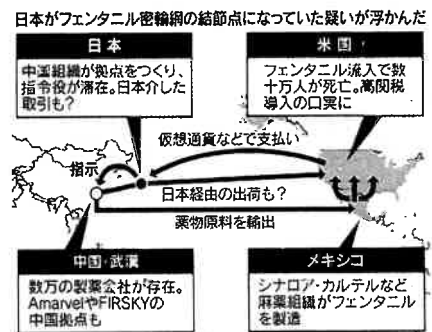 日本がフェンタニル密輸網の結節点になっていた疑いが浮かんだ
日本
中国組織が拠点をつくり、
指令役が滞在。日本介した
取引も?
米国
フェンタニル流入で数
十万人が死亡。高関税
導入の口実に
仮想通貨などで支払い
指示
日本経由の出荷も?
薬物原料を輸出
中国・武漢
数万の製薬会社が存在。
AmarvelやFIRSKYの
中国拠点も
メキシコ
シナロア・カルテルなど
麻薬組織がフェンタニル
を製造